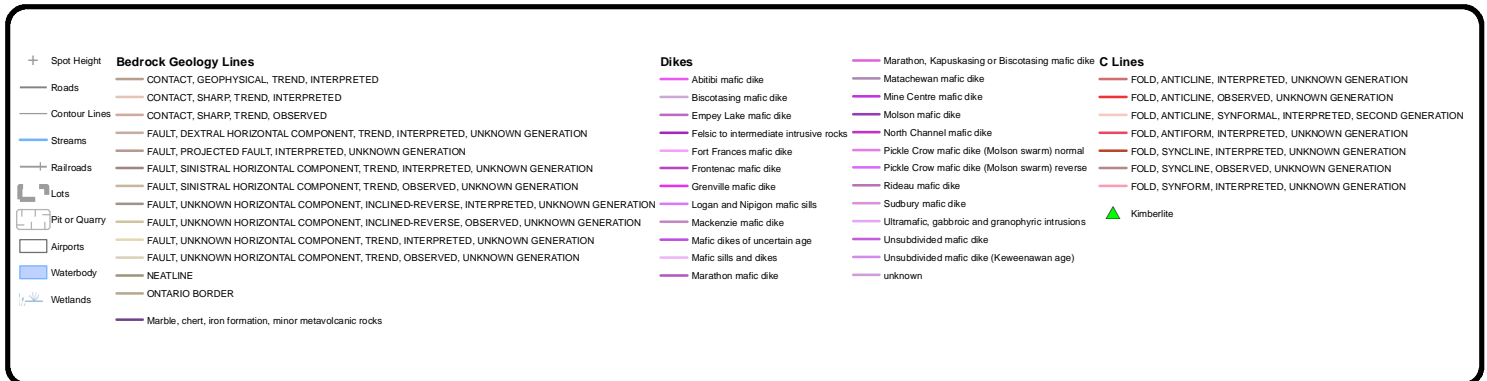 Spot Height
Roads
Contour Lines
Streams
Railroads
Lots
Pit or Quarry
Airports
Waterbody
Wetlands
Bedrock Geology Lines
CONTACT, GEOPHYSICAL, TREND, INTERPRETED
CONTACT, SHARP, TREND, INTERPRETED
CONTACT, SHARP, TREND, OBSERVED
FAULT, DEXTRAL HORIZONTAL COMPONENT, TREND, INTERPRETED, UNKNOWN GENERATION
FAULT, PROJECTED FAULT, INTERPRETED, UNKNOWN GENERATION
FAULT, SINISTRAL HORIZONTAL COMPONENT, TREND, INTERPRETED, UNKNOWN GENERATION
FAULT, SINISTRAL HORIZONTAL COMPONENT, TREND, OBSERVED, UNKNOWN GENERATION
FAULT, UNKNOWN HORIZONTAL COMPONENT, INCLINED-REVERSE, INTERPRETED, UNKNOWN GENERATION
FAULT, UNKNOWN HORIZONTAL COMPONENT, INCLINED-REVERSE, OBSERVED, UNKNOWN GENERATION
FAULT, UNKNOWN HORIZONTAL COMPONENT, TREND, INTERPRETED, UNKNOWN GENERATION
FAULT, UNKNOWN HORIZONTAL COMPONENT, TREND, OBSERVED, UNKNOWN GENERATION
NEATLINE
ONTARIO BORDER
Marble, chert, iron formation, minor metavolcanic rocks
Dikes
Abitibi mafic dike
Biscotasing mafic dike
Empey Lake mafic dike
Felsic to intermediate intrusive rocks
Fort Frances mafic dike
Frontenac mafic dike
Grenville mafic dike
Logan and Nipigon mafic sills
Mackenzie mafic dike
Mafic dikes of uncertain age
Mafic sills and dikes
Marathon mafic dike
Marathon, Kapuskasing or Biscotasing mafic dike
Matachewan mafic dike
Mine Centre mafic dike
Molson mafic dike
North Channel mafic dike
Pickle Crow mafic dike (Molson swarm) normal
Pickle Crow mafic dike (Molson swarm) reverse
Rideau mafic dike
Sudbury mafic dike
Ultramafic, gabbroic and granophyric intrusions
Unsubdivided mafic dike
Unsubdivided mafic dike (Keweenawan age)
unknown
C Lines
FOLD, ANTICLINE, INTERPRETED, UNKNOWN GENERATION
FOLD, ANTICLINE, OBSERVED, UNKNOWN GENERATION
FOLD, ANTICLINE, SYNFORMAL, INTERPRETED, SECOND GENERATION
FOLD, ANTIFORM, INTERPRETED, UNKNOWN GENERATION
FOLD, SYNCLINE, INTERPRETED, UNKNOWN GENERATION
FOLD, SYNCLINE, OBSERVED, UNKNOWN GENERATION
FOLD, SYNFORM, INTERPRETED, UNKNOWN GENERATION
Kimberlite